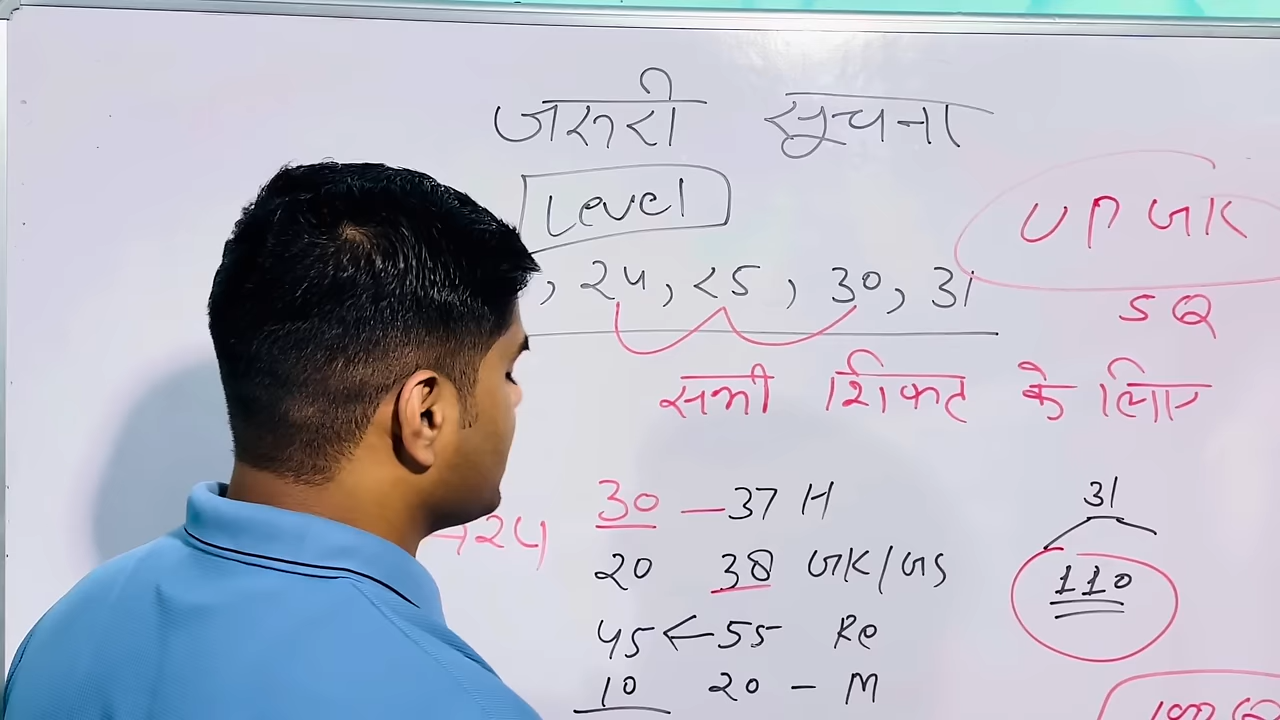 जरुरी सूचना
Level
UP GK
, 24, 25, 30, 31
SQ
सभी शिफ्ट के लिए
30 — 37 H
31
→24
20 38 GK/GS
110
45 ← 55 Re
10 20 - M